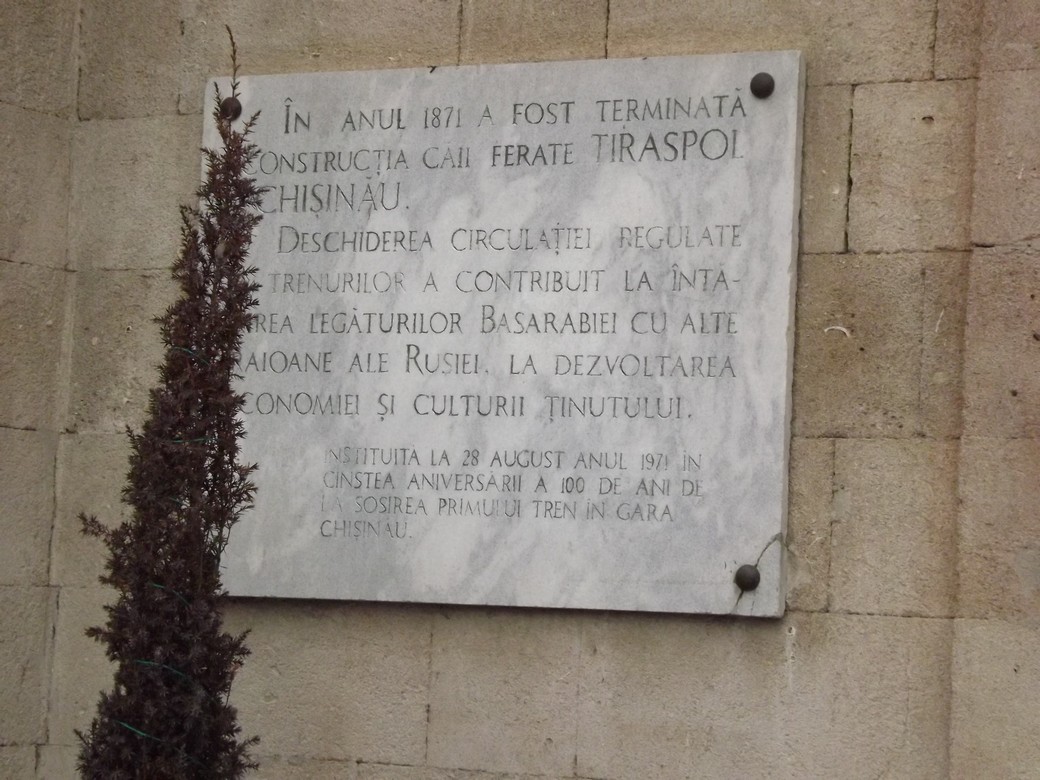 ÎN ANUL 1871 A FOST TERMINATĂ
CONSTRUCȚIA CĂII FERATE TIRASPOL
CHIȘINĂU.
DESCHIDEREA CIRCULAȚIEI REGULATE
TRENURILOR A CONTRIBUIT LA ÎNTĂ-
REA LEGĂTURILOR BASARABIEI CU ALTE
RAIOANE ALE RUSIEI, LA DEZVOLTAREA
ECONOMIEI ȘI CULTURII ȚINUTULUI.
INSTITUITĂ LA 28 AUGUST ANUL 1971 ÎN
CINSTEA ANIVERSĂRII A 100 DE ANI DE
LA SOSIREA PRIMULUI TREN ÎN GARA
CHIȘINĂU.